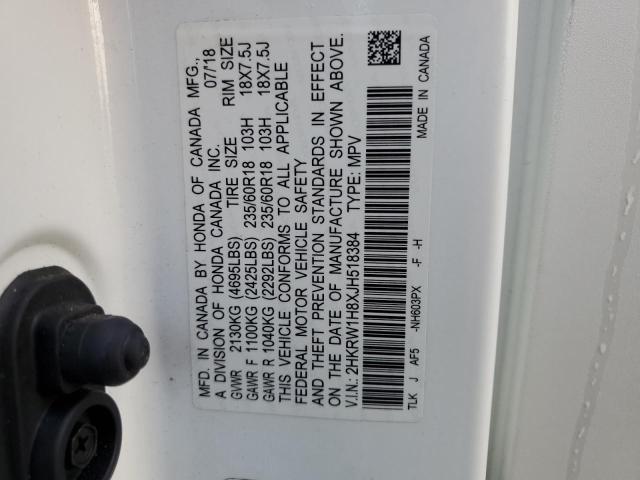 MFD. IN CANADA BY HONDA OF CANADA MFG.,
A DIVISION OF HONDA CANADA INC. 07/18
GVWR 2130KG (4695LBS) TIRE SIZE RIM SIZE
GAWR F 1100KG (2425LBS) 235/60R18 103H 18X7.5J
GAWR R 1040KG (2292LBS) 235/60R18 103H 18X7.5J
THIS VEHICLE CONFORMS TO ALL APPLICABLE
FEDERAL MOTOR VEHICLE SAFETY
AND THEFT PREVENTION STANDARDS IN EFFECT
ON THE DATE OF MANUFACTURE SHOWN ABOVE.
V.I.N.: 2HKRW1H8XJH518384 TYPE: MPV
TLK J AF5 -NH603PX -F -H MADE IN CANADA